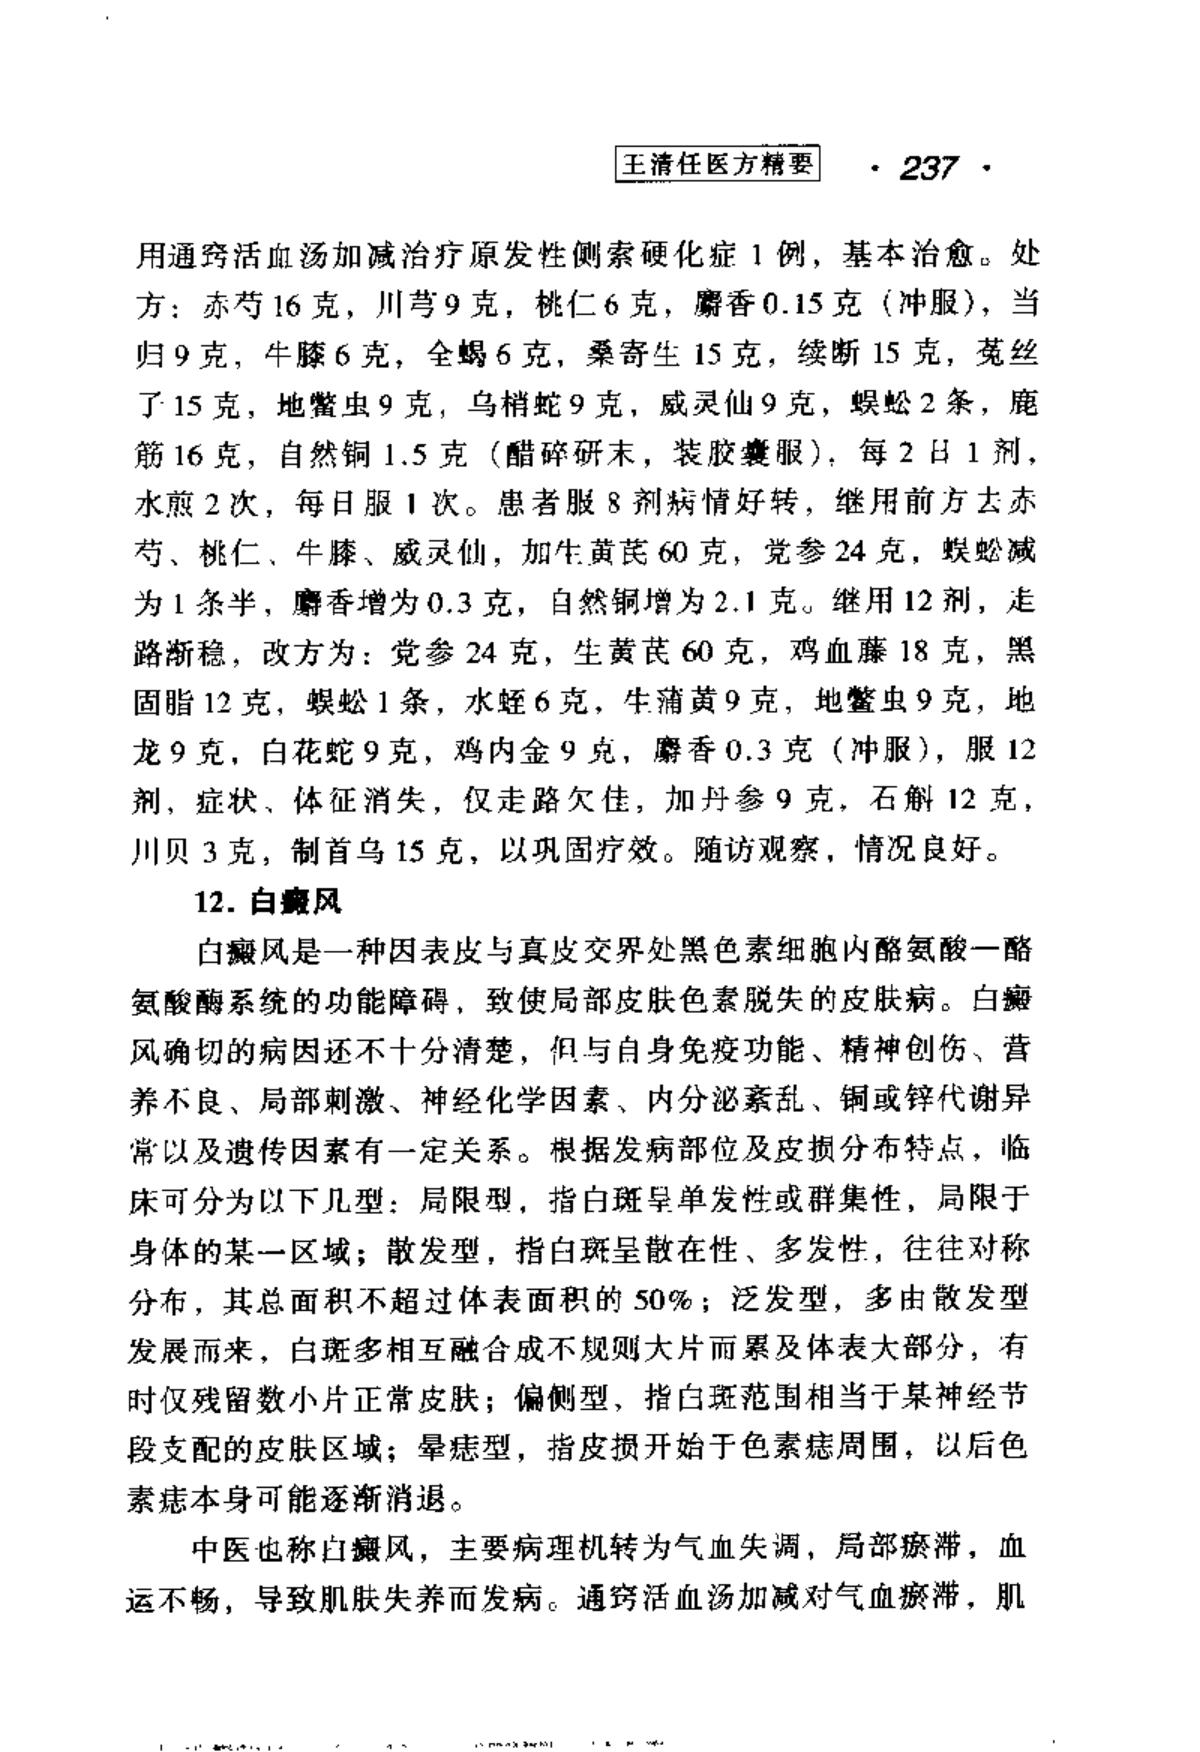 王清任医方精要 · 237 ·
用通窍活血汤加减治疗原发性侧索硬化症 1 例，基本治愈。处
方：赤芍 16 克，川芎 9 克，桃仁 6 克，麝香 0.15 克（冲服），当
归 9 克，牛膝 6 克，全蝎 6 克，桑寄生 15 克，续断 15 克，菟丝
子 15 克，地鳖虫 9 克，乌梢蛇 9 克，威灵仙 9 克，蜈蚣 2 条，鹿
筋 16 克，自然铜 1.5 克（醋碎研末，装胶囊服），每 2 日 1 剂，
水煎 2 次，每日服 1 次。患者服 8 剂病情好转，继用前方去赤
芍、桃仁、牛膝、威灵仙，加生黄芪 60 克，党参 24 克，蜈蚣减
为 1 条半，麝香增为 0.3 克，自然铜增为 2.1 克。继用 12 剂，走
路渐稳，改方为：党参 24 克，生黄芪 60 克，鸡血藤 18 克，黑
固脂 12 克，蜈蚣 1 条，水蛭 6 克，生蒲黄 9 克，地鳖虫 9 克，地
龙 9 克，白花蛇 9 克，鸡内金 9 克，麝香 0.3 克（冲服），服 12
剂，症状、体征消失，仅走路欠佳，加丹参 9 克，石斛 12 克，
川贝 3 克，制首乌 15 克，以巩固疗效。随访观察，情况良好。
12. 白癜风
白癜风是一种因表皮与真皮交界处黑色素细胞内酪氨酸—酪
氨酸酶系统的功能障碍，致使局部皮肤色素脱失的皮肤病。白癜
风确切的病因还不十分清楚，但与自身免疫功能、精神创伤、营
养不良、局部刺激、神经化学因素、内分泌紊乱、铜或锌代谢异
常以及遗传因素有一定关系。根据发病部位及皮损分布特点，临
床可分为以下几型：局限型，指白斑呈单发性或群集性，局限于
身体的某一区域；散发型，指白斑呈散在性、多发性，往往对称
分布，其总面积不超过体表面积的 50%；泛发型，多由散发型
发展而来，白斑多相互融合成不规则大片而累及体表大部分，有
时仅残留数小片正常皮肤；偏侧型，指白斑范围相当于某神经节
段支配的皮肤区域；晕痣型，指皮损开始于色素痣周围，以后色
素痣本身可能逐渐消退。
中医也称白癜风，主要病理机转为气血失调，局部瘀滞，血
运不畅，导致肌肤失养而发病。通窍活血汤加减对气血瘀滞，肌